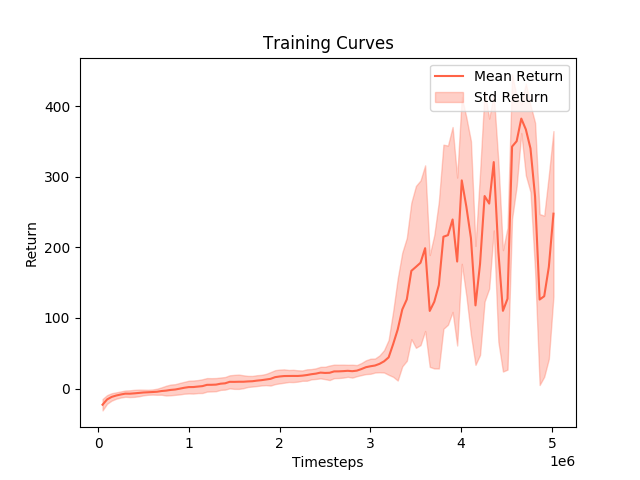 Training Curves
Mean Return
Std Return
Return
400
300
200
100
0
0
1
2
3
4
5
1e6
Timesteps